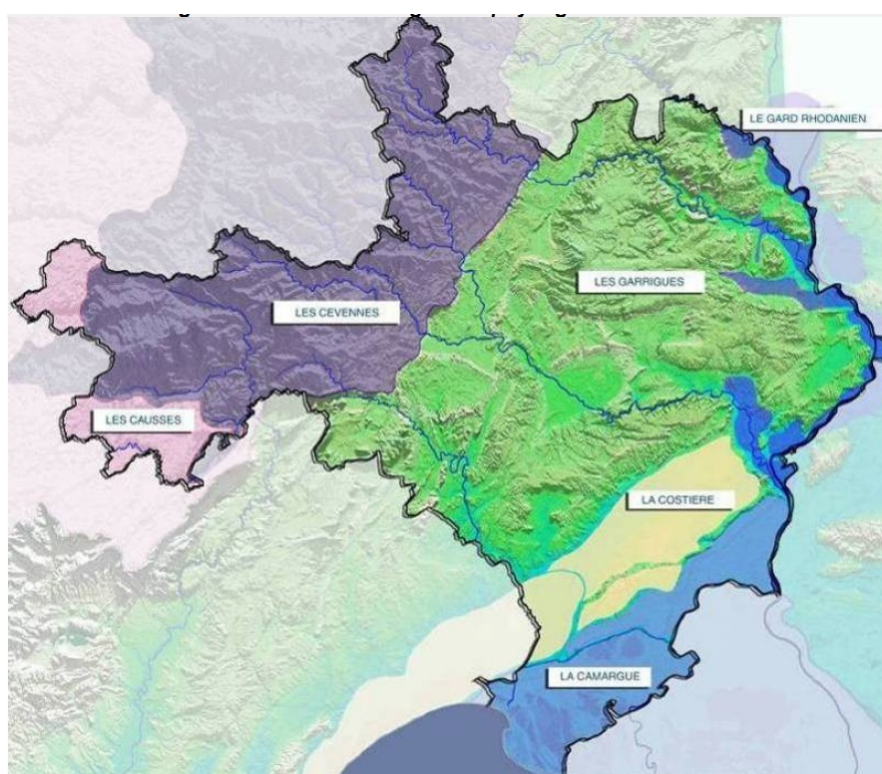 LE GARD RHODANIEN
LES GARRIGUES
LES CEVENNES
LES CAUSSES
LA COSTIERE
LA CAMARGUE